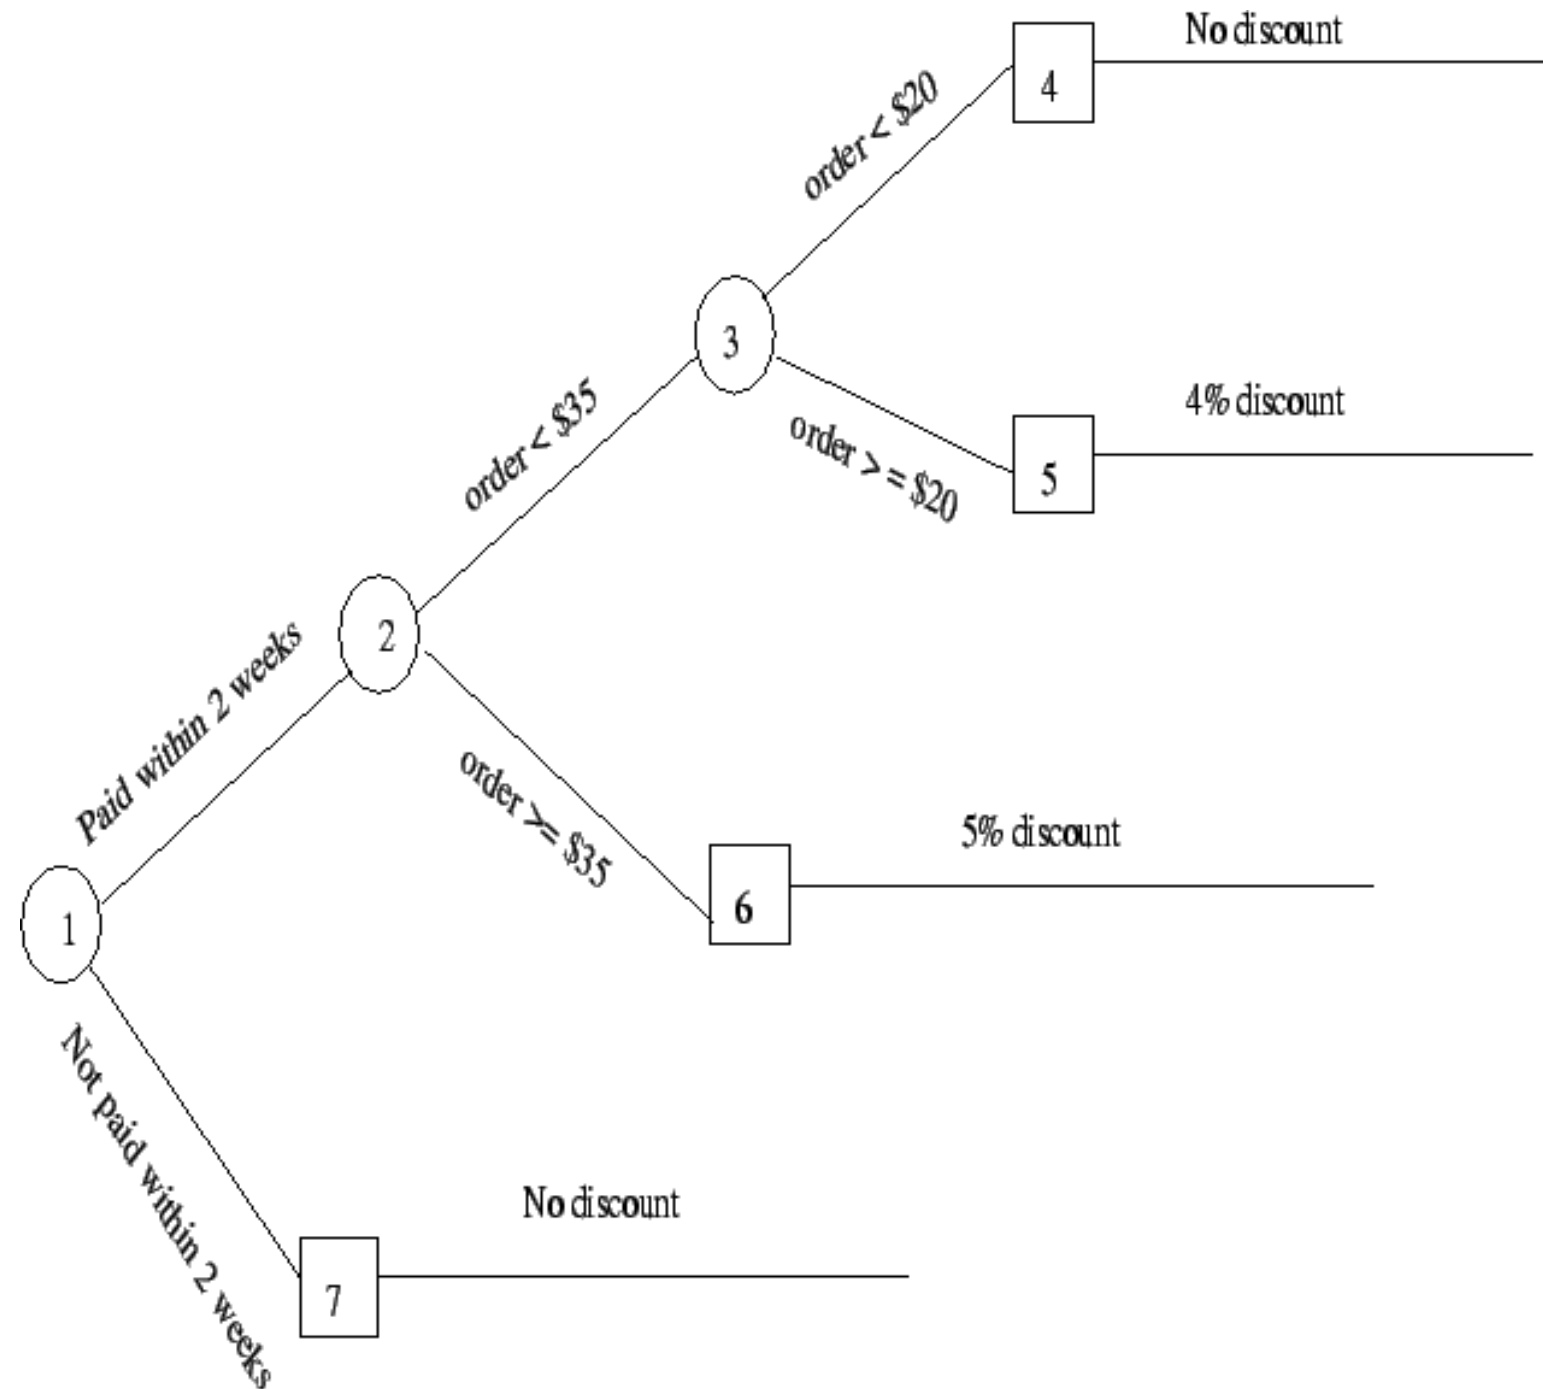 No discount
4
order < $20
3
order < $35
4% discount
order > = $20
5
2
Paid within 2 weeks
order >= $35
5% discount
6
1
Not paid within 2 weeks
No discount
7